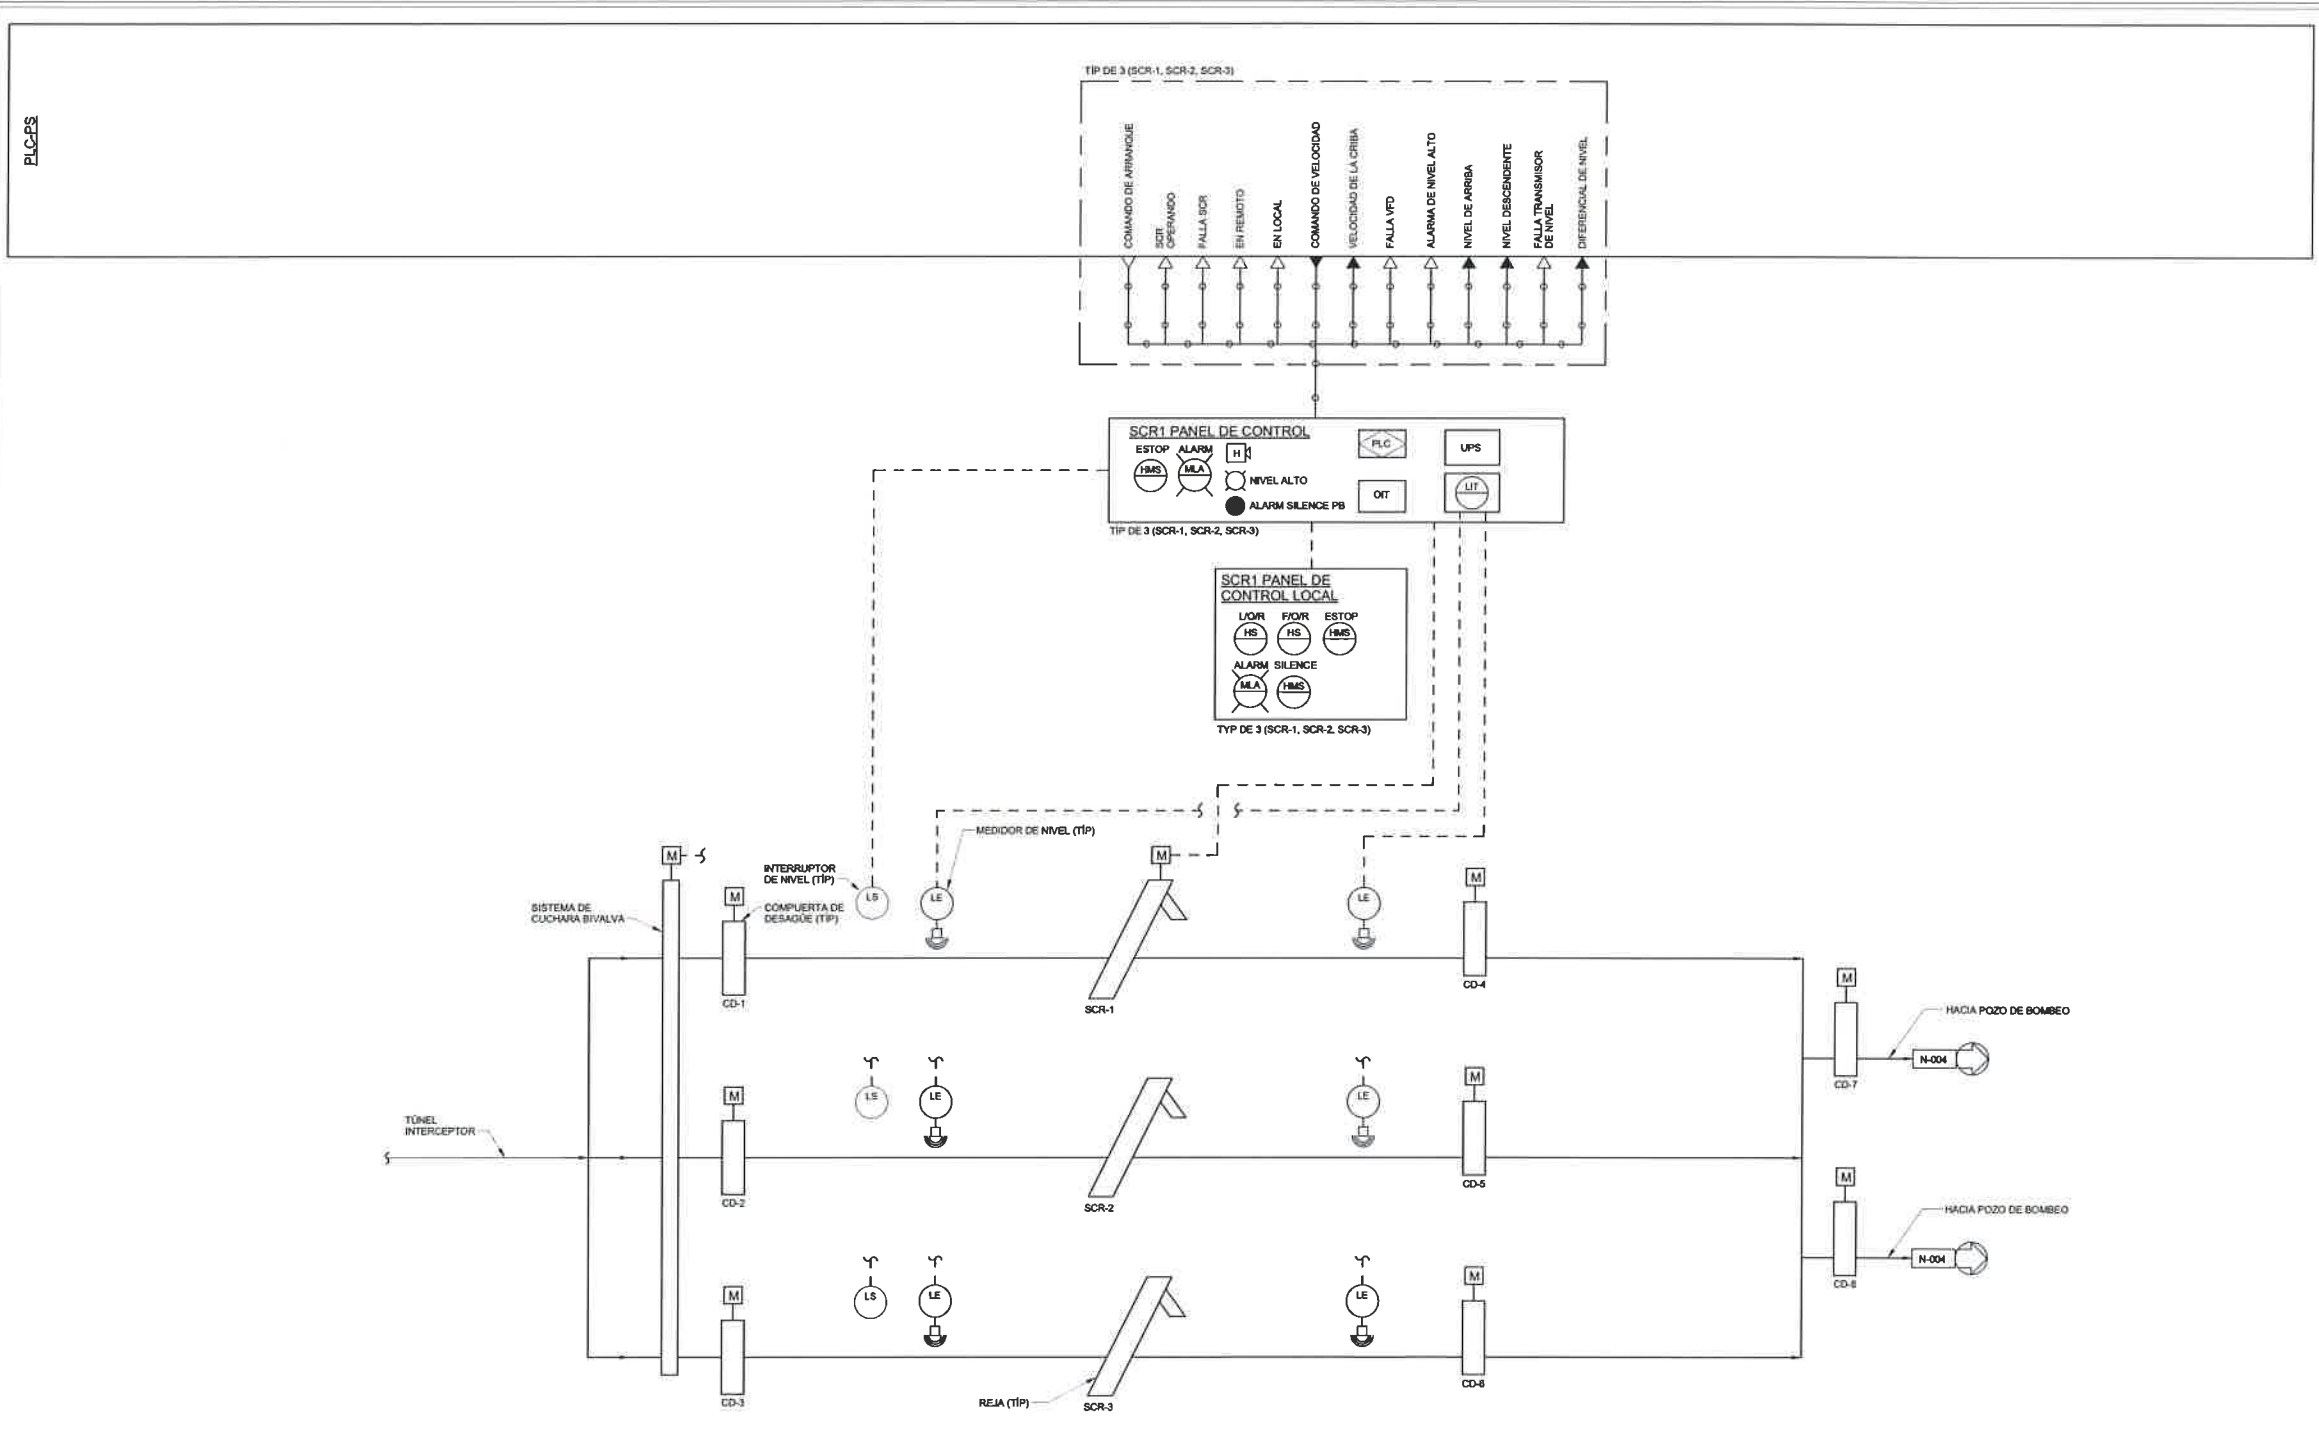 TÍP DE 3 (SCR-1, SCR-2, SCR-3)
PLC-PS
COMANDO DE ARRANQUE
SCR
OPERANDO
FALLA SCR
EN REMOTO
EN LOCAL
COMANDO DE VELOCIDAD
VELOCIDAD DE LA CRIBA
FALLA VFD
ALARMA DE NIVEL ALTO
NIVEL DE ARRIBA
NIVEL DESCENDENTE
FALLA TRANSMISOR
DE NIVEL
DIFERENCIAL DE NIVEL
SCR1 PANEL DE CONTROL
ESTOP
ALARM
HMS
MLA
H
NIVEL ALTO
ALARM SILENCE PB
PLC
UPS
OIT
LIT
TÍP DE 3 (SCR-1, SCR-2, SCR-3)
SCR1 PANEL DE
CONTROL LOCAL
L/O/R
F/O/R
ESTOP
HS
HS
HMS
ALARM
SILENCE
MLA
HMS
TYP DE 3 (SCR-1, SCR-2, SCR-3)
MEDIDOR DE NIVEL (TÍP)
M
M
INTERRUPTOR
DE NIVEL (TÍP)
M
LS
LE
LE
M
SISTEMA DE
CUCHARA BIVALVA
COMPUERTA DE
DESAGÜE (TÍP)
CD-1
SCR-1
CD-4
M
HACIA POZO DE BOMBEO
N-004
CD-7
M
LS
LE
LE
M
TÚNEL
INTERCEPTOR
CD-2
SCR-2
CD-5
M
HACIA POZO DE BOMBEO
N-004
CD-8
M
LS
LE
LE
M
REJA (TÍP)
CD-3
SCR-3
CD-6